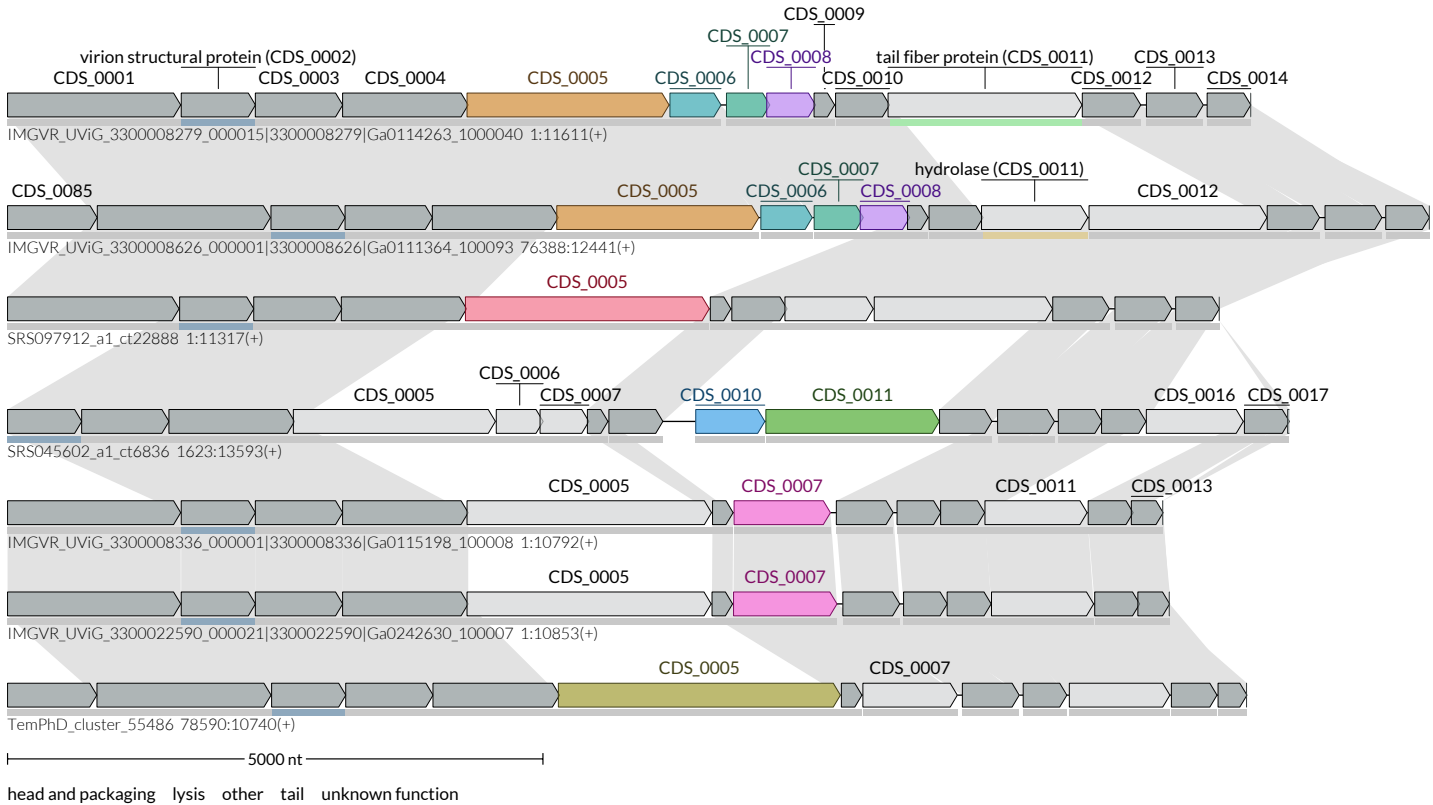 CDS_0009
CDS_0007
virion structural protein (CDS_0002) CDS_0008 tail fiber protein (CDS_0011) CDS_0013
CDS_0001 CDS_0003 CDS_0004 CDS_0005 CDS_0006 CDS_0010 CDS_0012 CDS_0014
IMGVR_UViG_3300008279_000015|3300008279|Ga0114263_1000040 1:11611(+)
CDS_0007 hydrolase (CDS_0011)
CDS_0085 CDS_0005 CDS_0006 CDS_0008 CDS_0012
IMGVR_UViG_3300008626_000001|3300008626|Ga0111364_100093 76388:12441(+)
CDS_0005
SRS097912_a1_ct22888 1:11317(+)
CDS_0006
CDS_0005 CDS_0007 CDS_0010 CDS_0011 CDS_0016 CDS_0017
SRS045602_a1_ct6836 1623:13593(+)
CDS_0005 CDS_0007 CDS_0011 CDS_0013
IMGVR_UViG_3300008336_000001|3300008336|Ga0115198_100008 1:10792(+)
CDS_0005 CDS_0007
IMGVR_UViG_3300022590_000021|3300022590|Ga0242630_100007 1:10853(+)
CDS_0005 CDS_0007
TemPhD_cluster_55486 78590:10740(+)
5000 nt
head and packaging lysis other tail unknown function